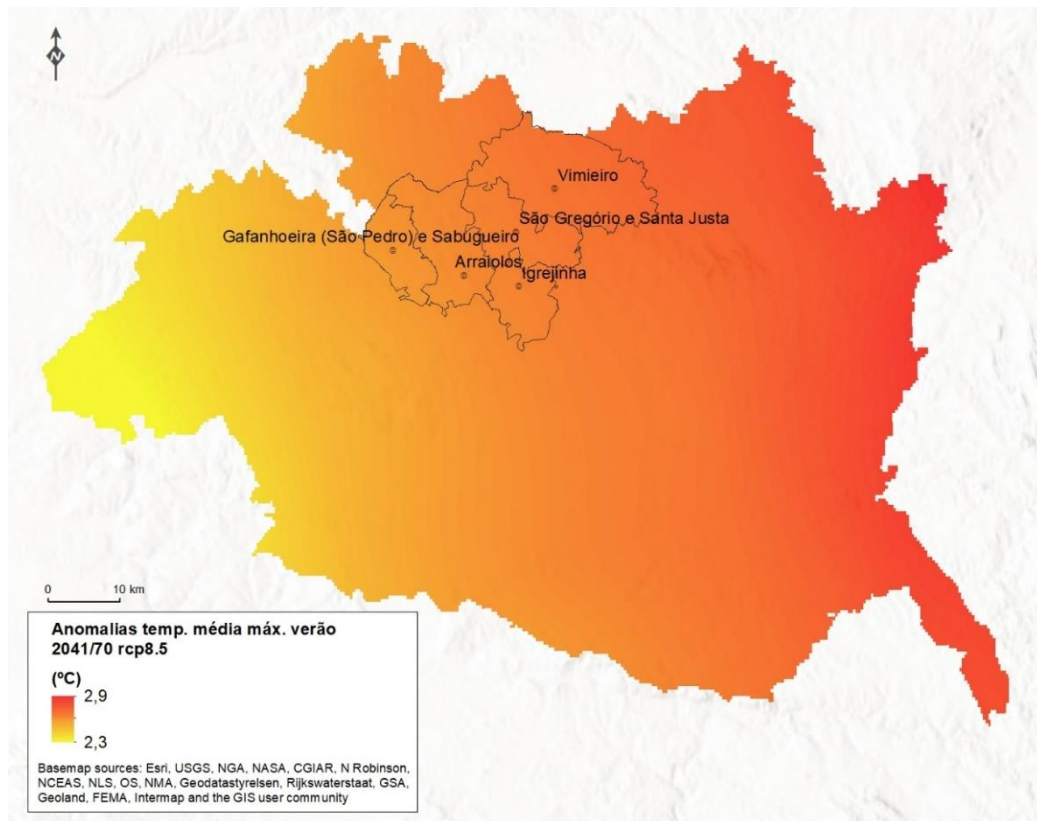 N
Vimieiro
São Gregório e Santa Justa
Gafanhoeira (São Pedro) e Sabugueiro
Arraiolos
Igrejinha
0 10 km
Anomalias temp. média máx. verão
2041/70 rcp8.5
(ºC)
2,9
2,3
Basemap sources: Esri, USGS, NGA, NASA, CGIAR, N Robinson,
NCEAS, NLS, OS, NMA, Geodatastyrelsen, Rijkswaterstaat, GSA,
Geoland, FEMA, Intermap and the GIS user community